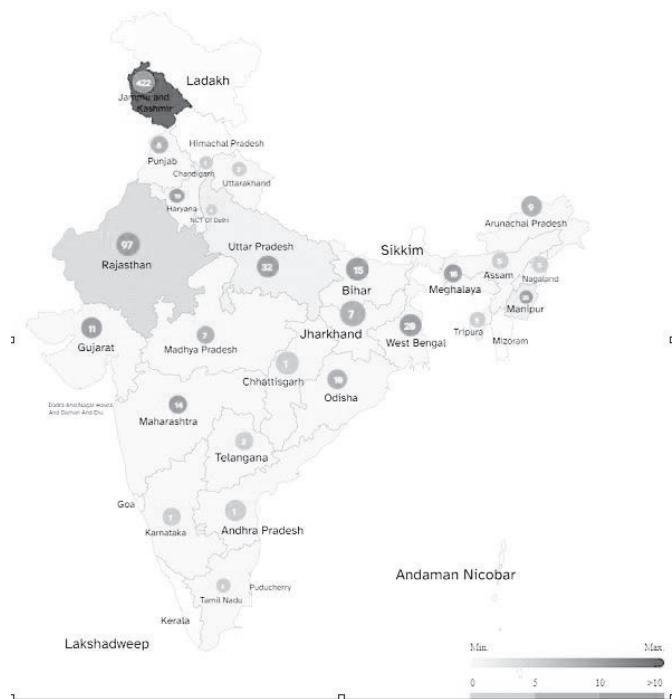 422
Jammu and
Kashmir
Ladakh
Himachal Pradesh
Punjab
Chandigarh
Uttarakhand
Haryana
NCT Of Delhi
97
Rajasthan
Uttar Pradesh
32
Sikkim
15
Bihar
9
Arunachal Pradesh
Assam
Nagaland
Meghalaya
Manipur
7
Jharkhand
West Bengal
Tripura
Mizoram
11
Gujarat
7
Madhya Pradesh
1
Chhattisgarh
Odisha
Dadra And Nagar Haveli
And Daman And Diu
14
Maharashtra
Telangana
Goa
1
Karnataka
1
Andhra Pradesh
Andaman Nicobar
Tamil Nadu
Puducherry
Kerala
Lakshadweep
Min.
Max.
0 5 10 >10